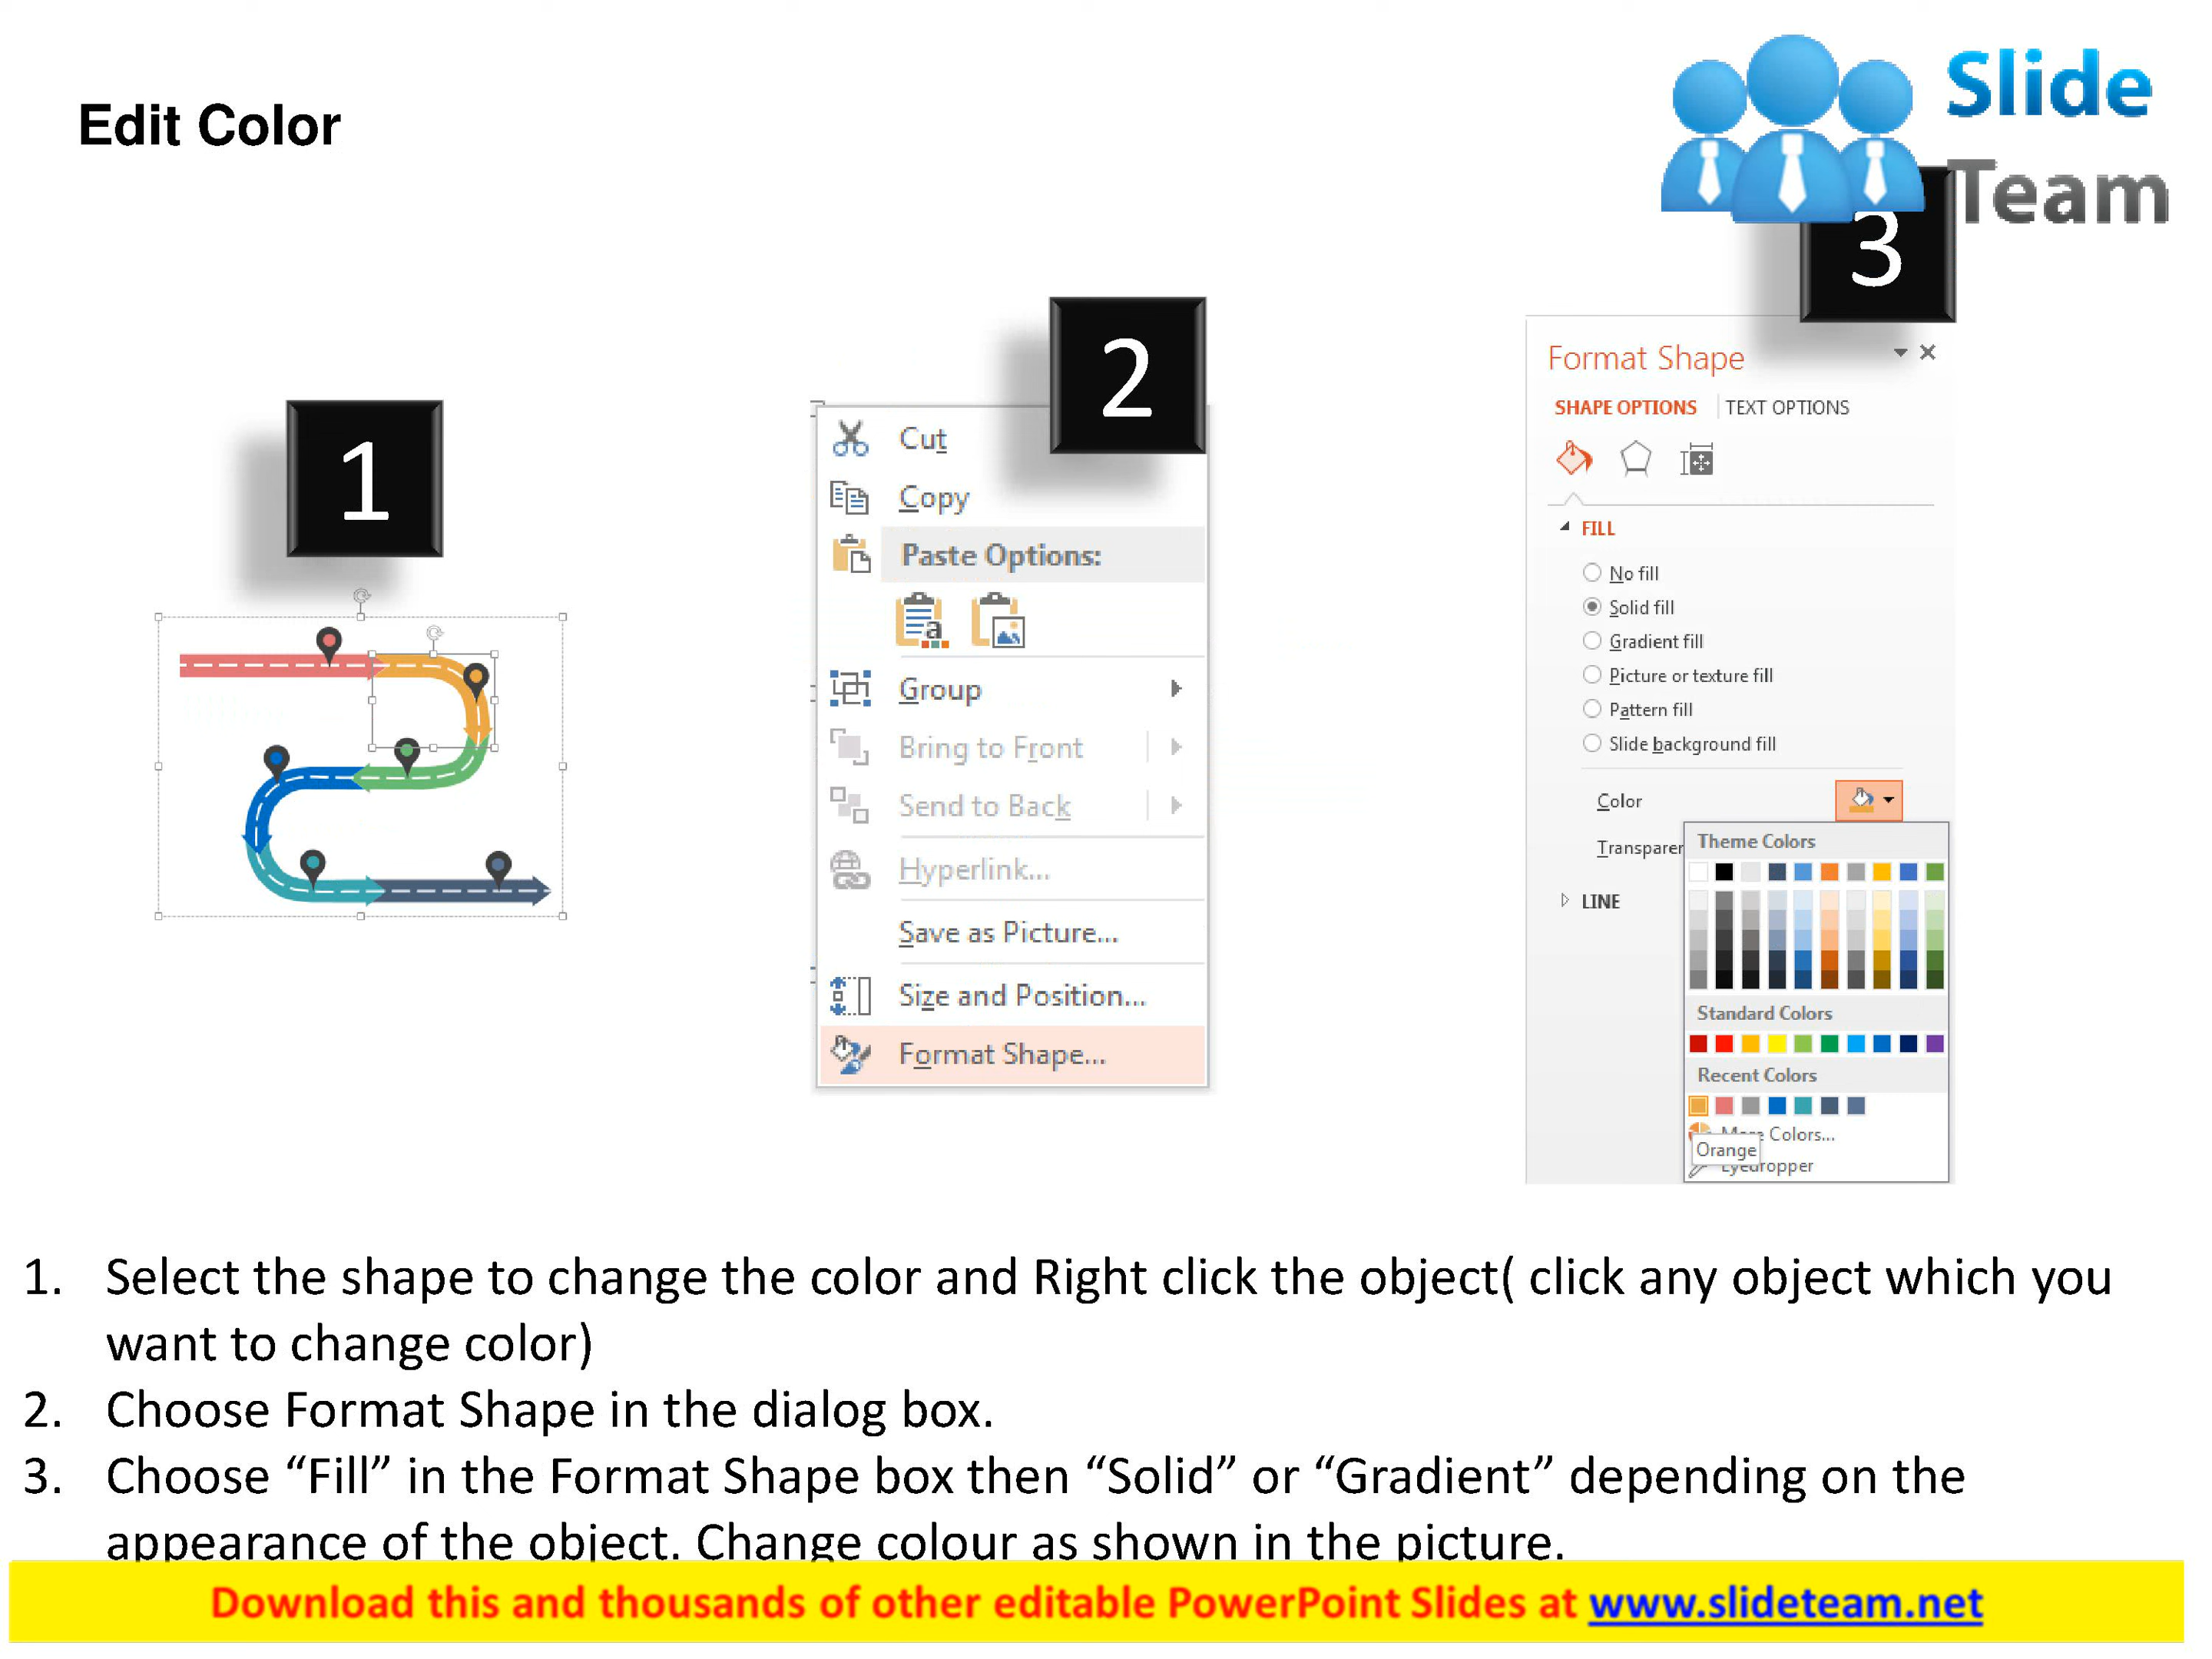 Edit Color
Slide
Team
1
2
3
Cut
Copy
Paste Options:
a
Group
Bring to Front
Send to Back
Hyperlink...
Save as Picture...
Size and Position...
Format Shape...
Format Shape
SHAPE OPTIONS
TEXT OPTIONS
FILL
No fill
Solid fill
Gradient fill
Picture or texture fill
Pattern fill
Slide background fill
Color
LINE
Theme Colors
Standard Colors
Recent Colors
Colors...
Orange
1. Select the shape to change the color and Right click the object( click any object which you
want to change color)
2. Choose Format Shape in the dialog box.
3. Choose “Fill” in the Format Shape box then “Solid” or “Gradient” depending on the
appearance of the object. Change colour as shown in the picture.
Download this and thousands of other editable PowerPoint Slides at www.slideteam.net